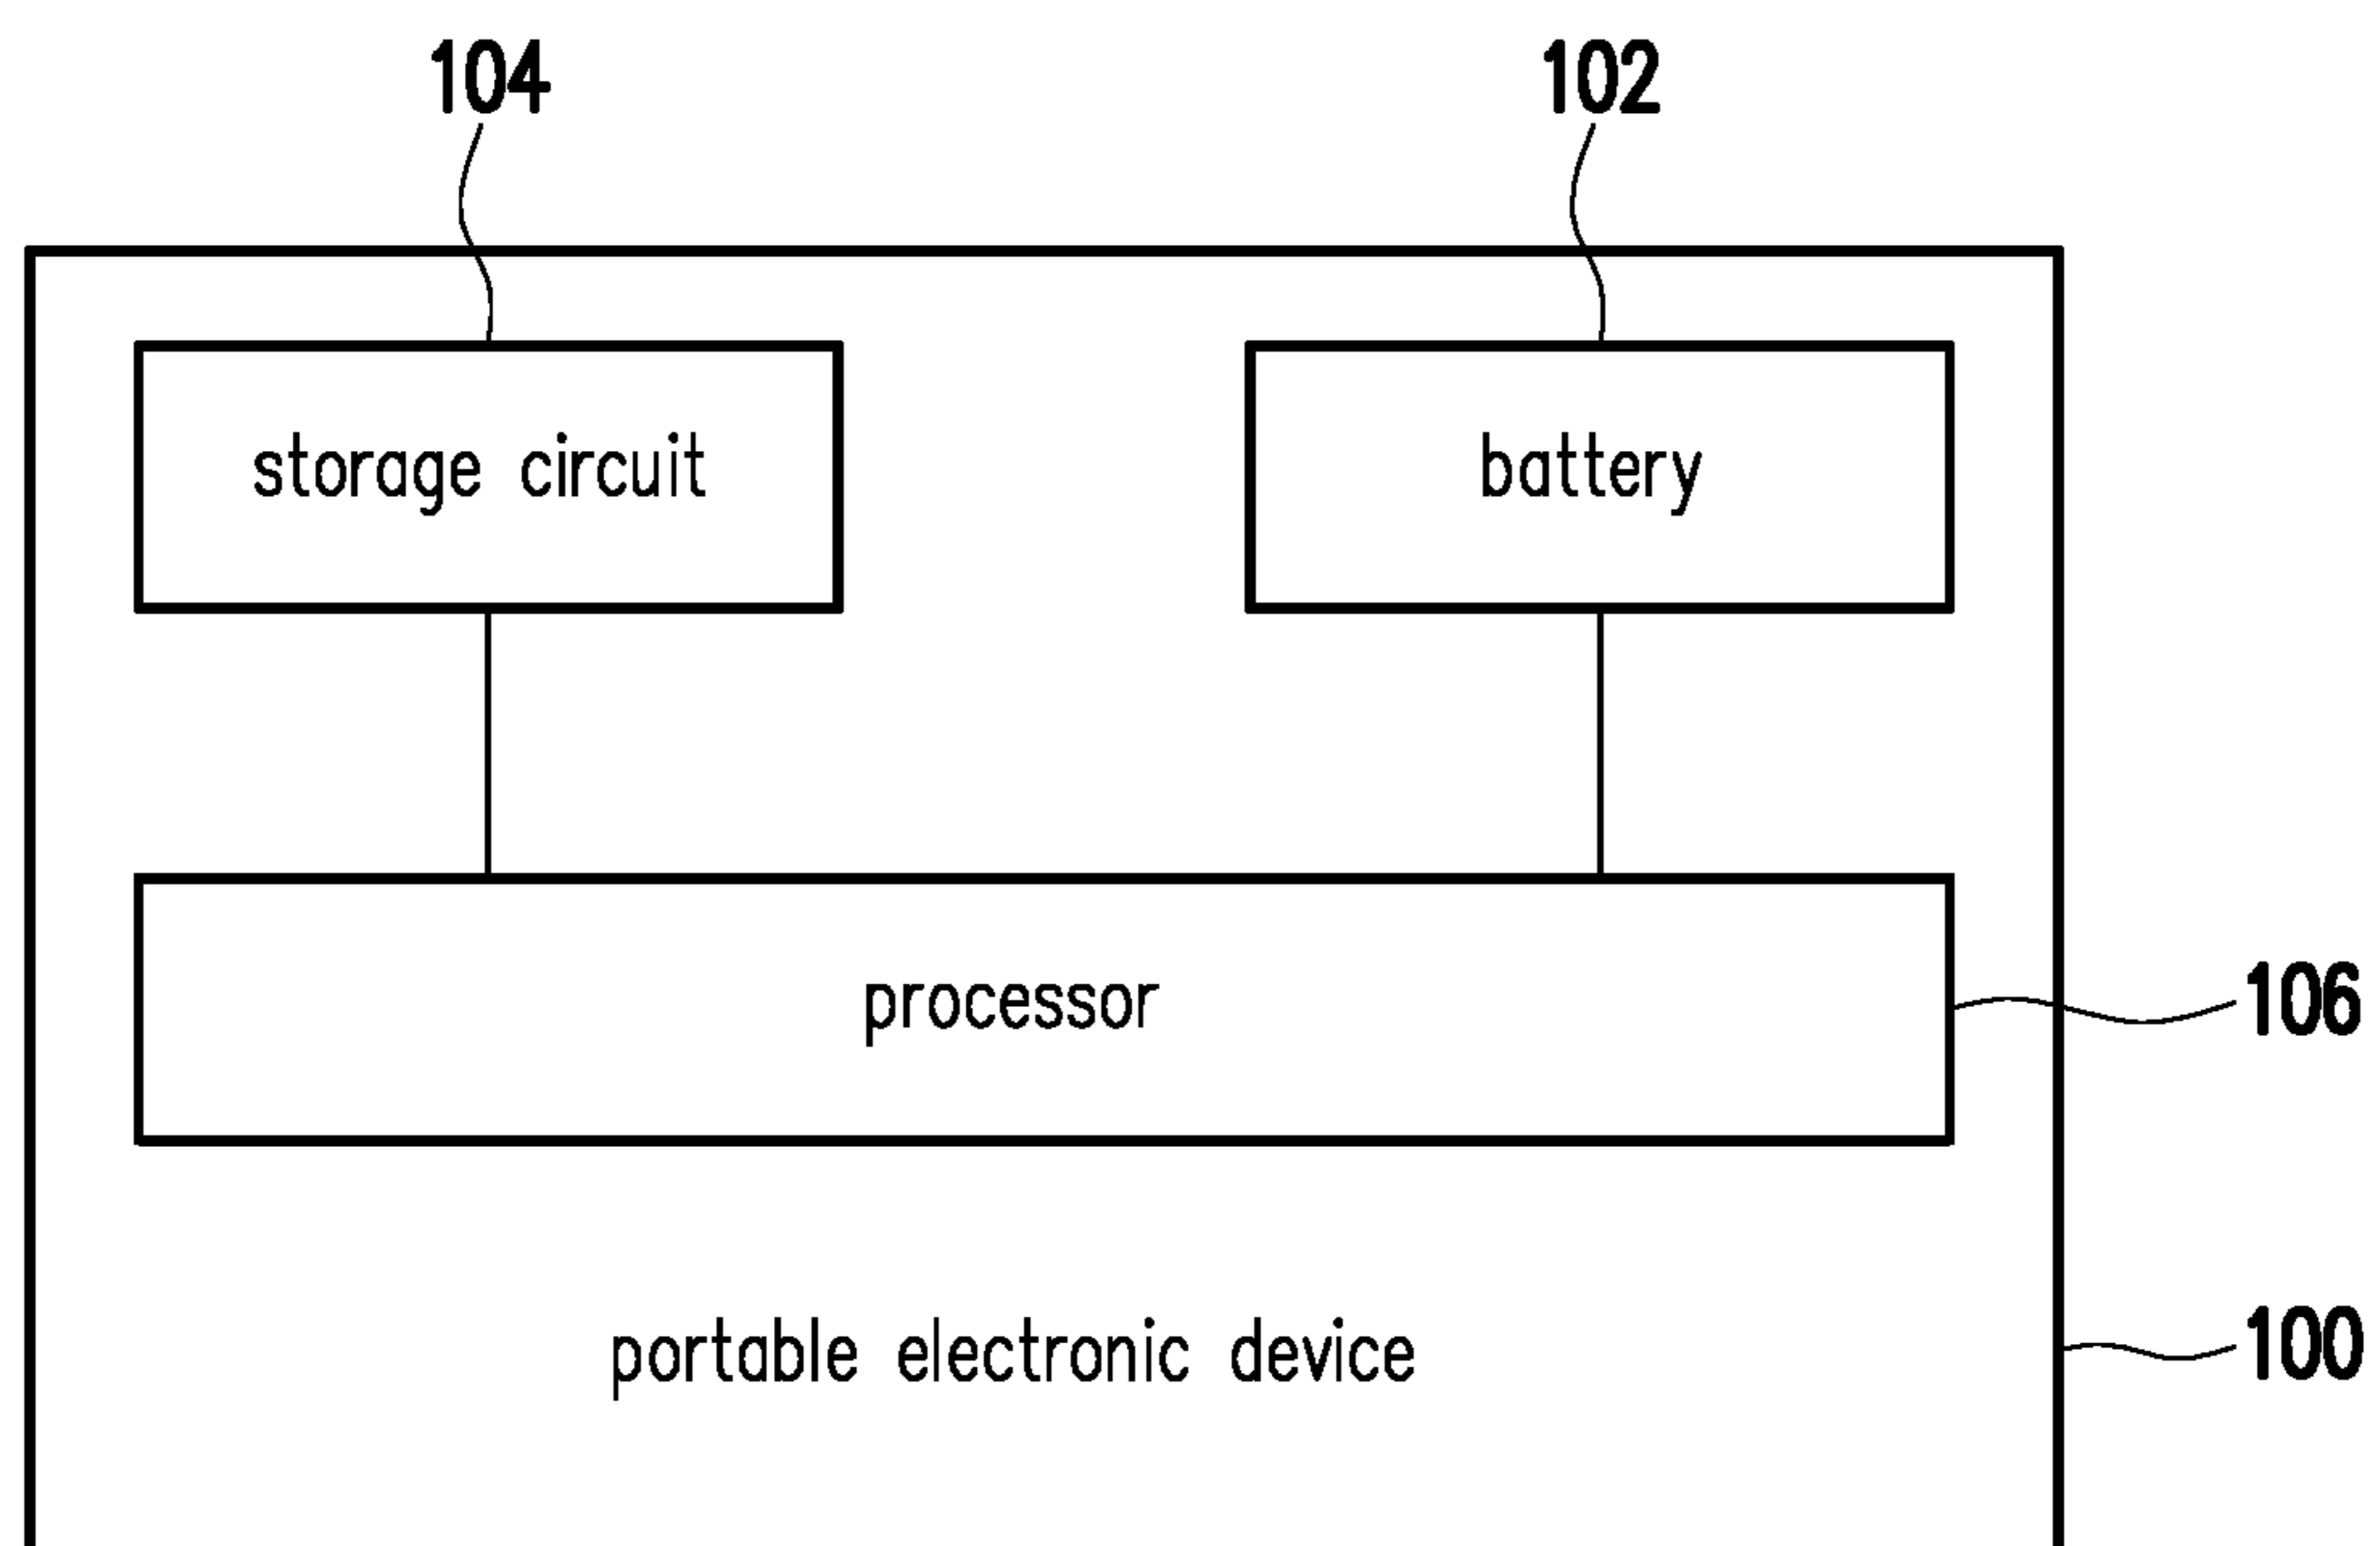 104
102
storage circuit
battery
processor
106
portable electronic device
100